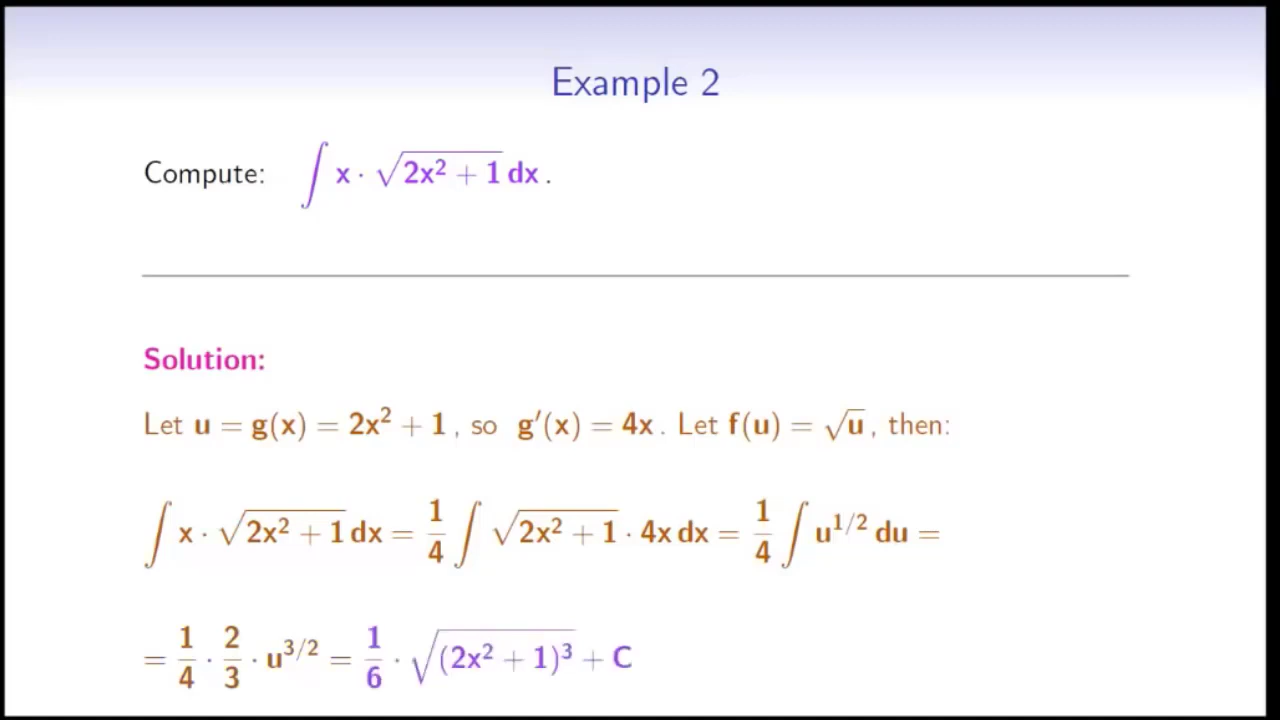 Example 2
Compute: ∫ x · √(2x² + 1) dx .
Solution:
Let u = g(x) = 2x² + 1 , so g′(x) = 4x . Let f(u) = √u , then:
∫ x · √(2x² + 1) dx = 1/4 ∫ √(2x² + 1) · 4x dx = 1/4 ∫ u^{1/2} du =
= 1/4 · 2/3 · u^{3/2} = 1/6 · √((2x² + 1)³) + C